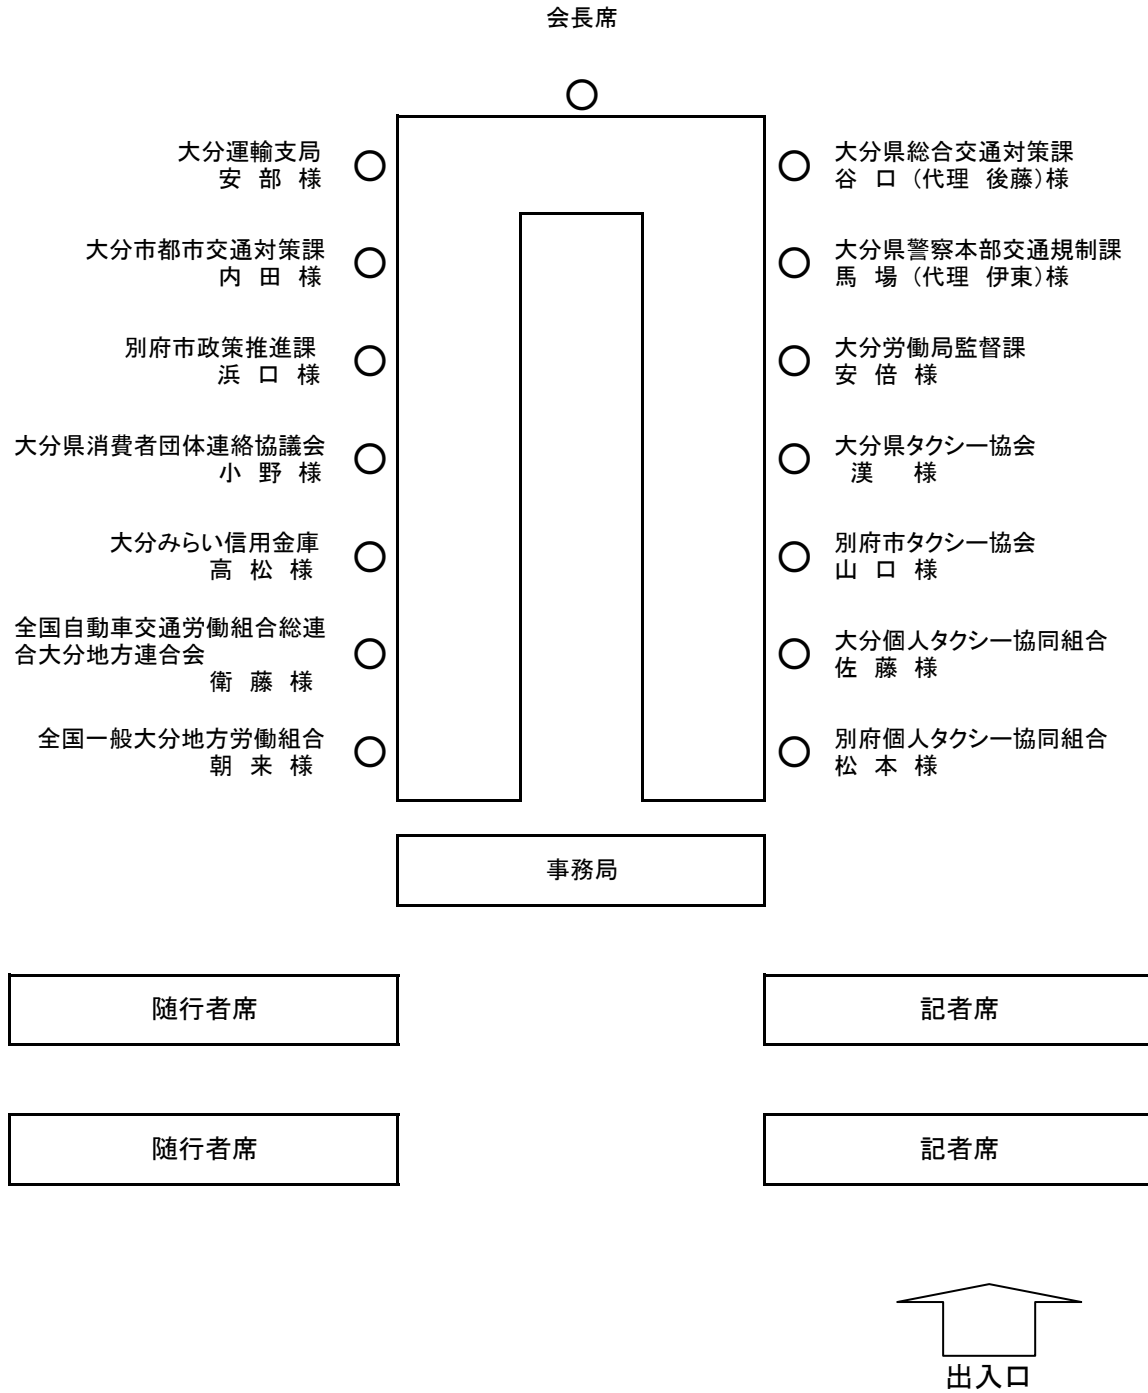 会長席
大分運輸支局
安 部 様
大分県総合交通対策課
谷 口 (代理 後藤)様
大分市都市交通対策課
内 田 様
大分県警察本部交通規制課
馬 場 (代理 伊東)様
別府市政策推進課
浜 口 様
大分労働局監督課
安 倍 様
大分県消費者団体連絡協議会
小 野 様
大分県タクシー協会
漢 様
大分みらい信用金庫
高 松 様
別府市タクシー協会
山 口 様
全国自動車交通労働組合総連
合大分地方連合会
衛 藤 様
大分個人タクシー協同組合
佐 藤 様
全国一般大分地方労働組合
朝 来 様
別府個人タクシー協同組合
松 本 様
事務局
随行者席
記者席
随行者席
記者席
出入口